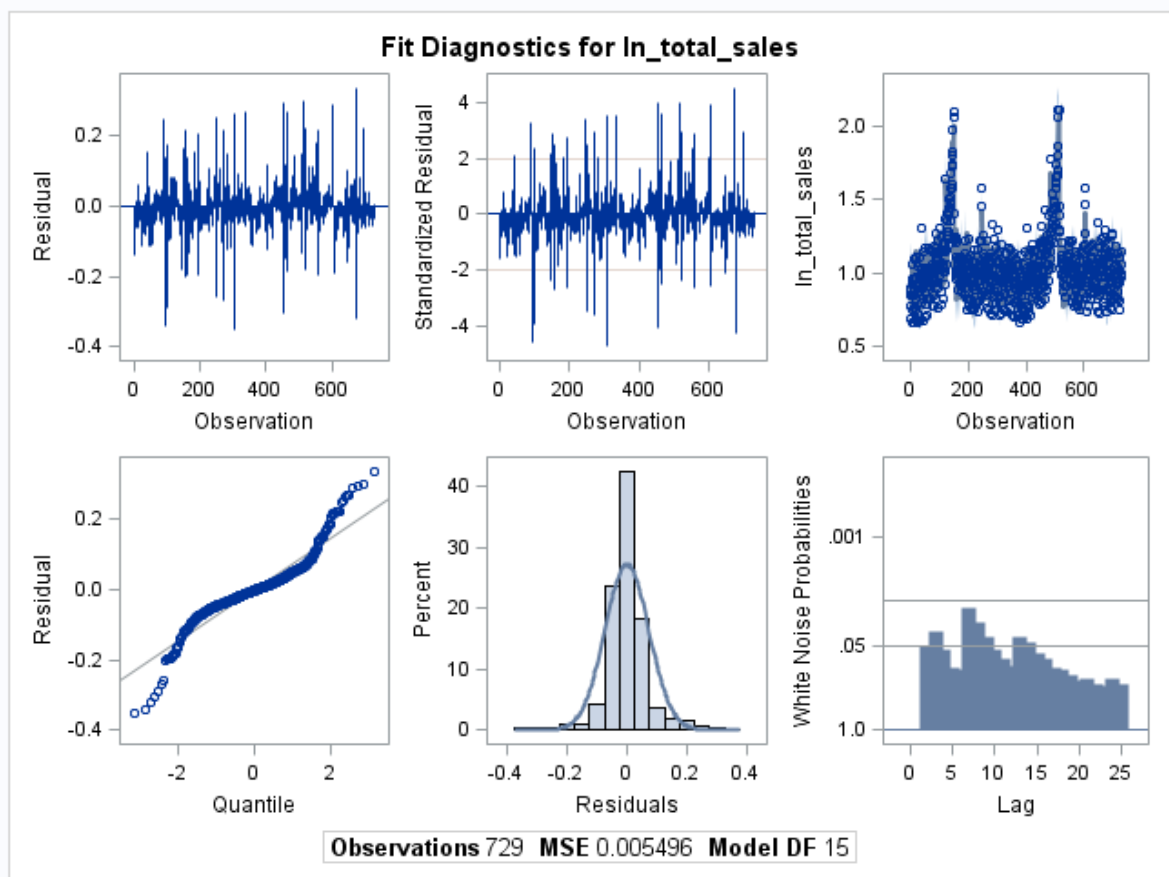 Fit Diagnostics for ln_total_sales
Residual
0.2
0.0
-0.2
-0.4
0 200 400 600
Observation
Standardized Residual
4
2
0
-2
-4
0 200 400 600
Observation
ln_total_sales
2.0
1.5
1.0
0.5
0 200 400 600
Observation
Residual
0.2
0.0
-0.2
-0.4
-2 0 2
Quantile
Percent
40
30
20
10
0
-0.4 -0.2 0 0.2 0.4
Residuals
White Noise Probabilities
.001
.05
1.0
0 5 10 15 20 25
Lag
Observations 729 MSE 0.005496 Model DF 15